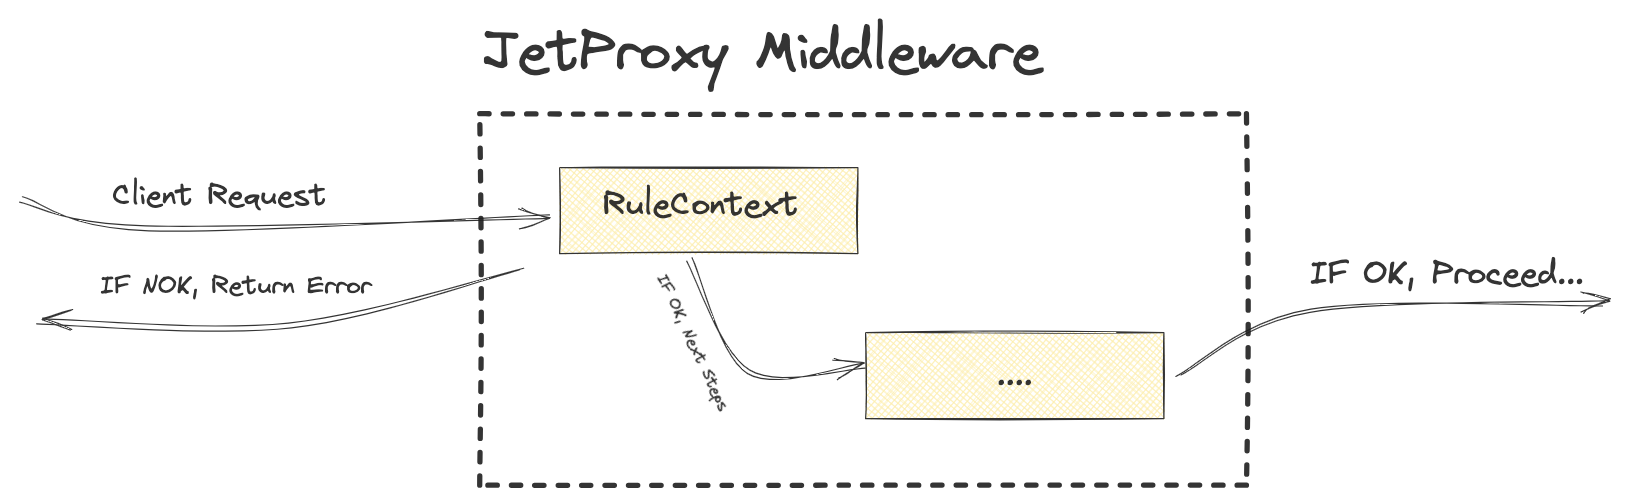 JetProxy Middleware
Client Request
RuleContext
IF NOK, Return Error
IF OK, Next Steps
IF OK, Proceed...
....